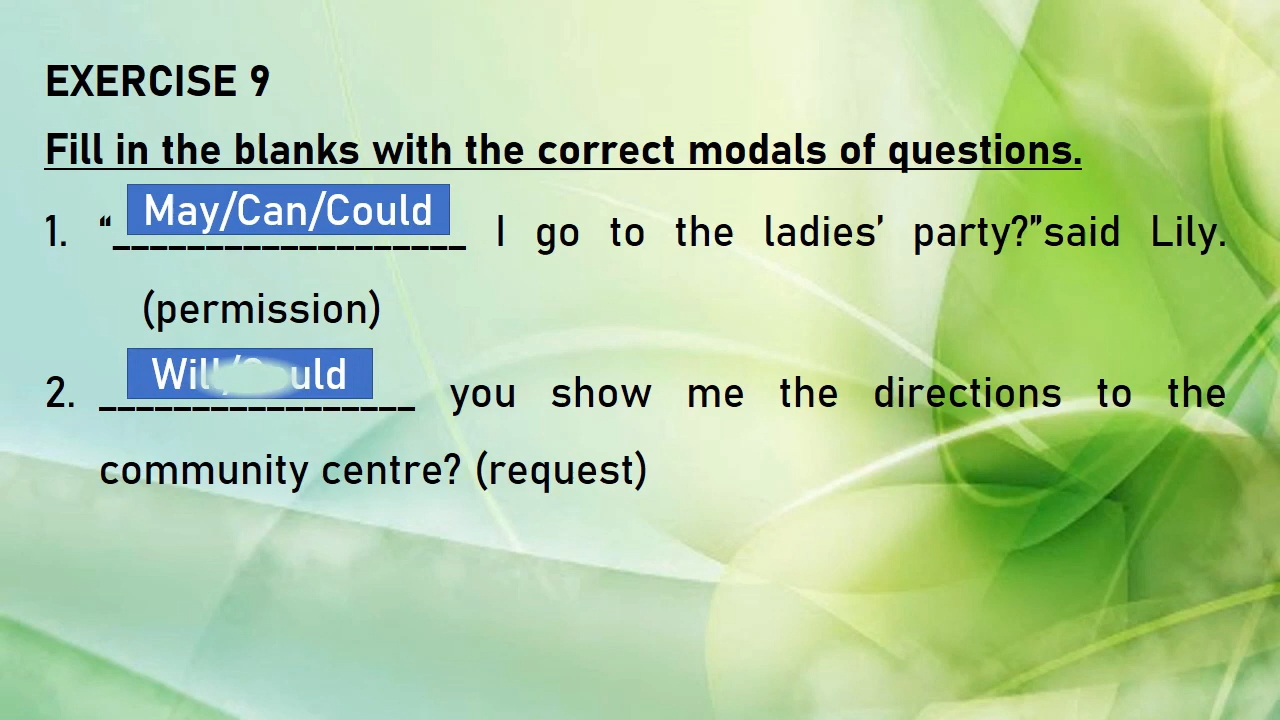 EXERCISE 9
Fill in the blanks with the correct modals of questions.
1. “ May/Can/Could I go to the ladies’ party?”said Lily.
(permission)
2. ________________ you show me the directions to the
community centre? (request)